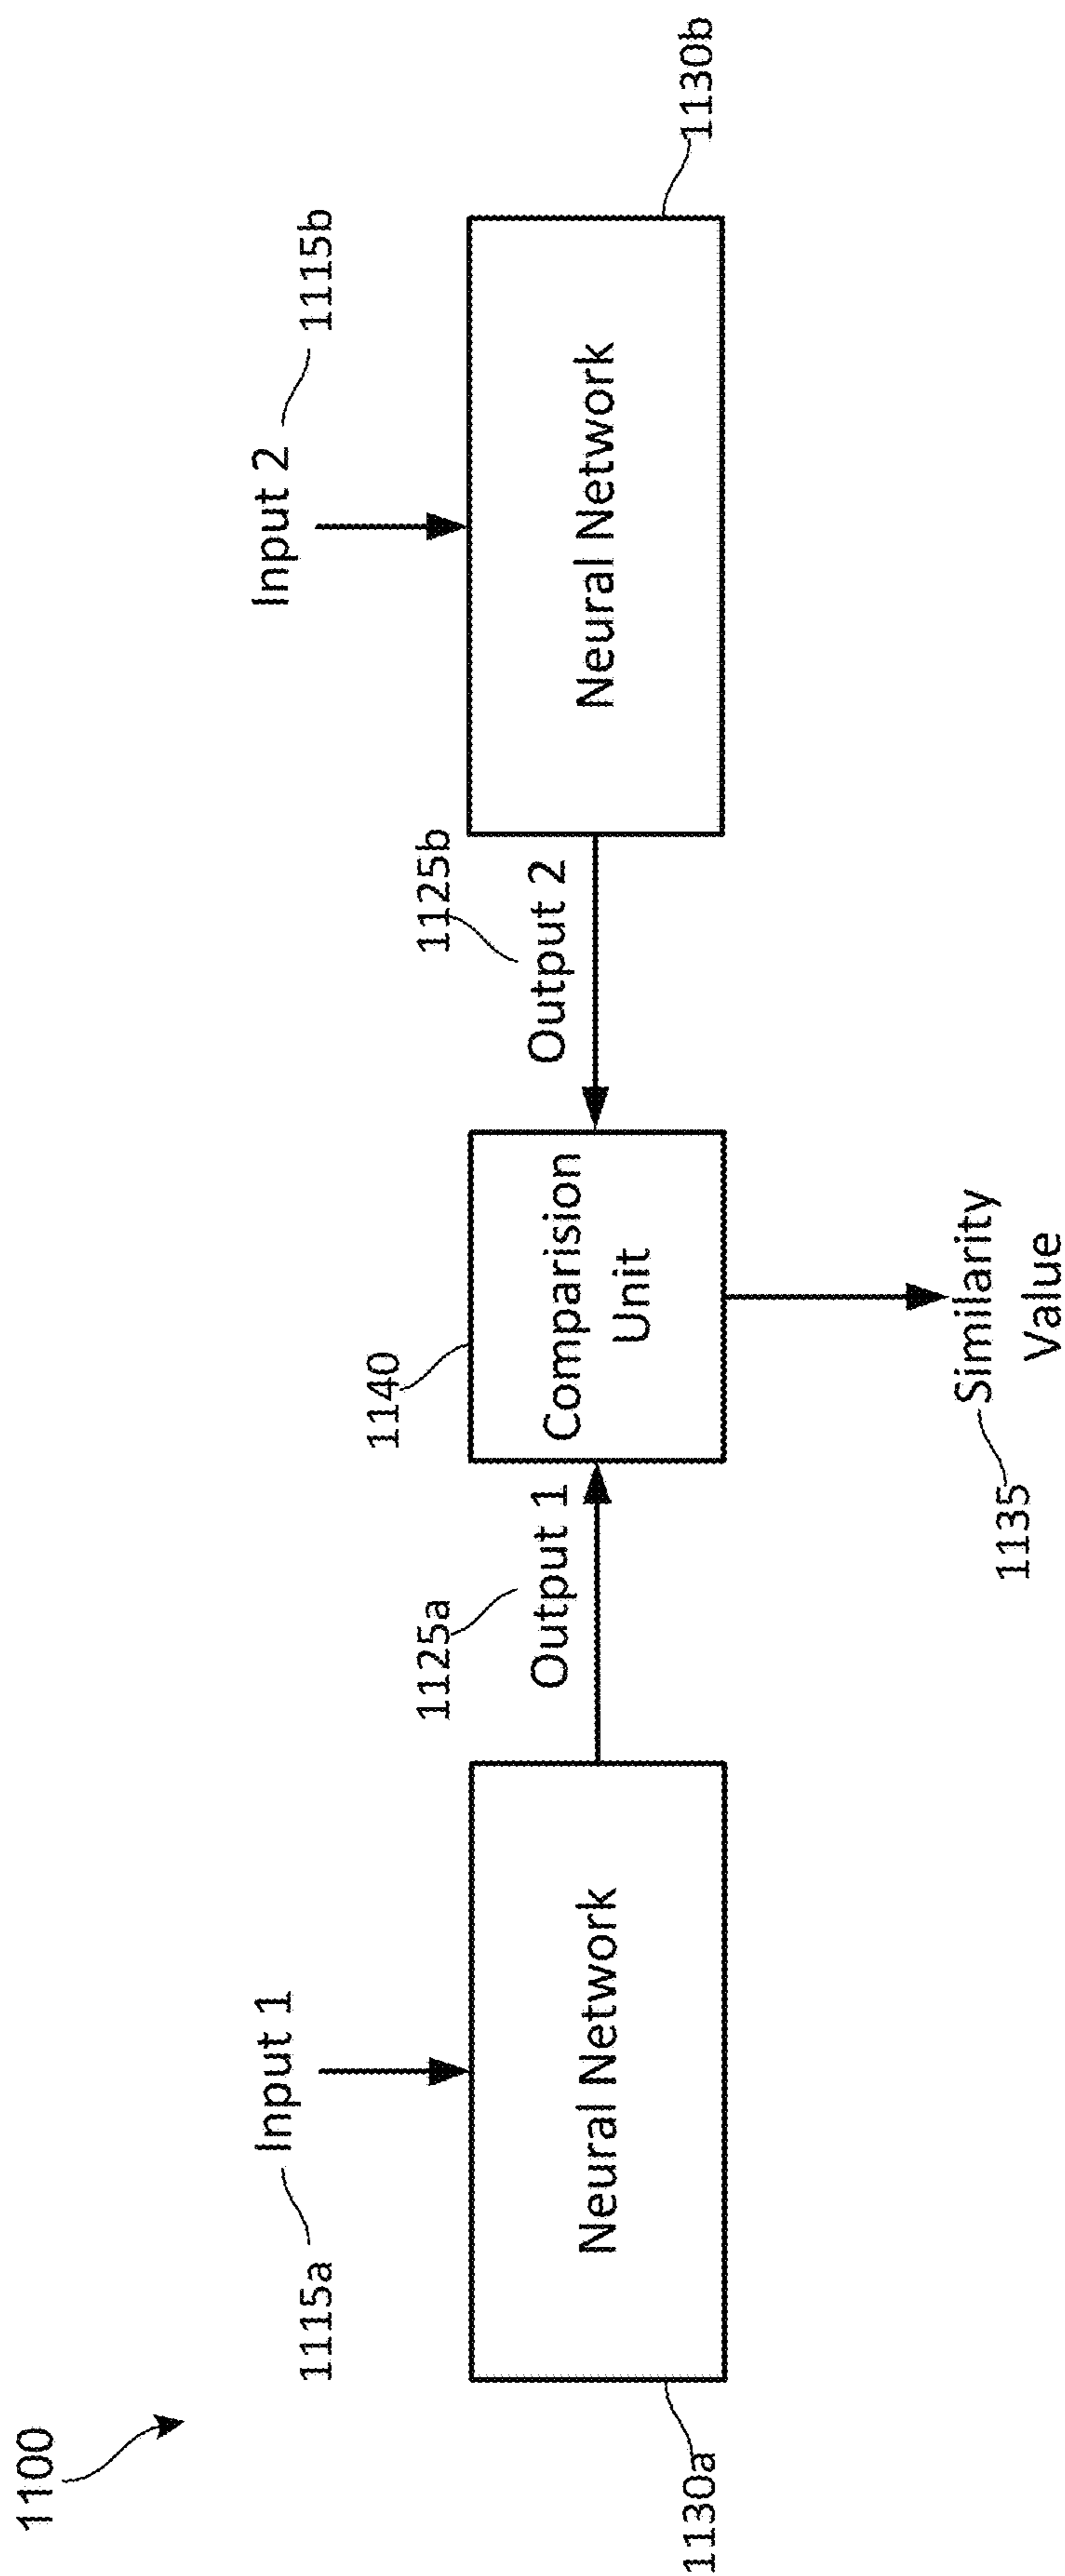 1100
1115a
Input 1
Input 2
1115b
1125a
1140
1125b
Output 1
Output 2
Neural Network
Comparision
Unit
Neural Network
1130a
1130b
1135
Similarity
Value